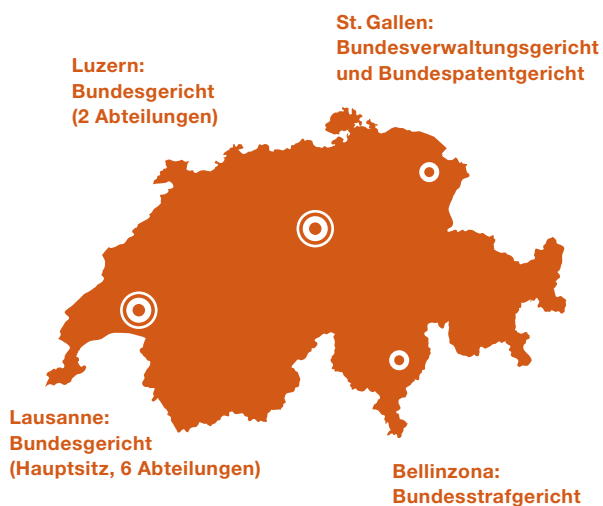 St. Gallen:
Bundesverwaltungsgericht
und Bundespatentgericht
Luzern:
Bundesgericht
(2 Abteilungen)
Lausanne:
Bundesgericht
(Hauptsitz, 6 Abteilungen)
Bellinzona:
Bundesstrafgericht